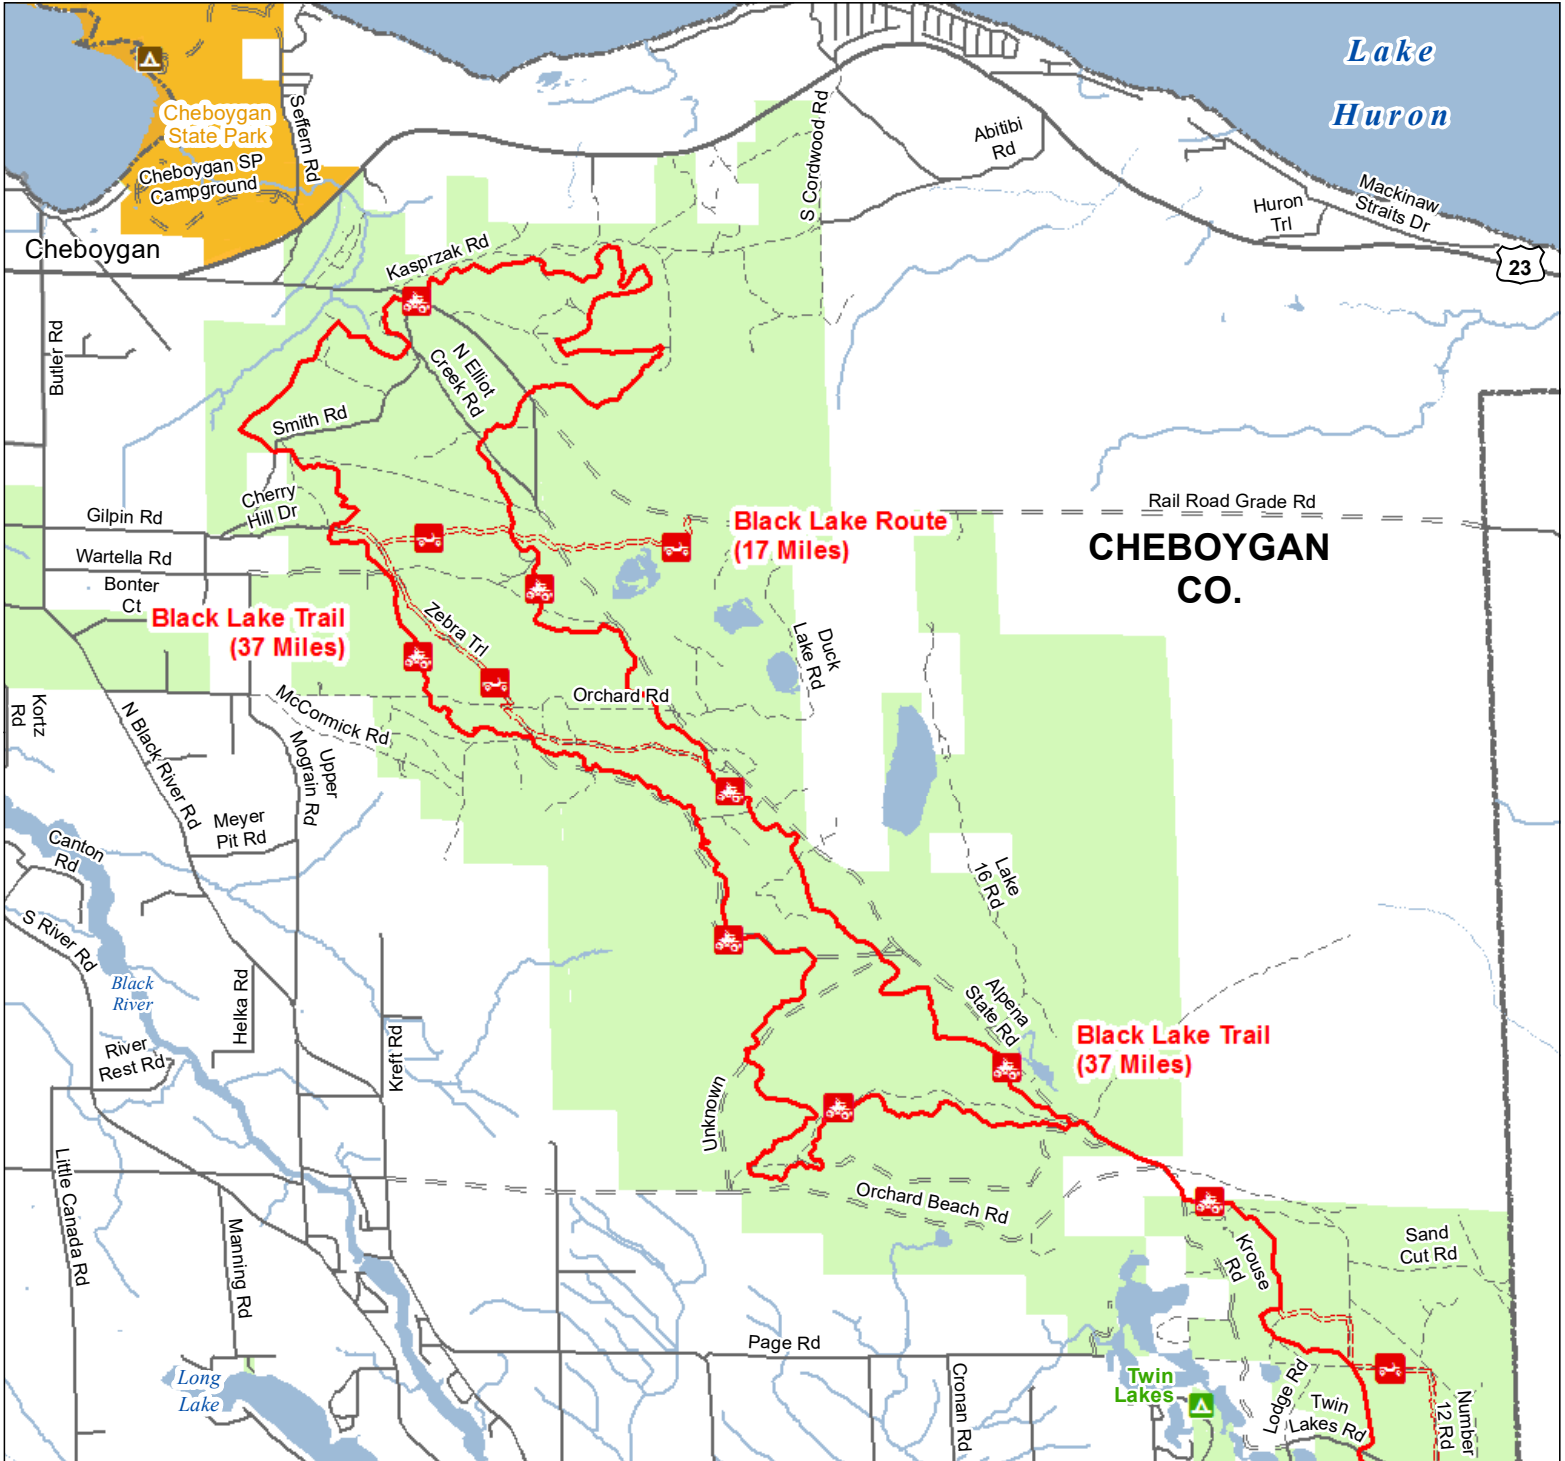 Lake
Huron
Cheboygan
State Park
Cheboygan SP
Campground
Seffern Rd
S Cordwood Rd
Abitibi
Rd
Mackinaw
Straits Dr
Huron
Trl
23
Cheboygan
Kasprzak Rd
Butler Rd
N Elliot
Creek Rd
Smith Rd
Cherry
Hill Dr
Gilpin Rd
Rail Road Grade Rd
Black Lake Route
(17 Miles)
CHEBOYGAN
CO.
Wartella Rd
Bonter
Ct
Black Lake Trail
(37 Miles)
Zebra Trl
Duck
Lake Rd
Orchard Rd
Kortz
Rd
McCormick Rd
N Black River Rd
Upper
Mograin Rd
Meyer
Pit Rd
Canton
Rd
Lake
16 Rd
S River Rd
Black
River
Helka Rd
Alpena
State Rd
Black Lake Trail
(37 Miles)
River
Rest Rd
Kreft Rd
Unknown
Little Canada Rd
Orchard Beach Rd
Manning Rd
Krouse
Rd
Sand
Cut Rd
Page Rd
Long
Lake
Cronan Rd
Twin
Lakes
Lodge Rd
Twin
Lakes Rd
Number
12 Rd